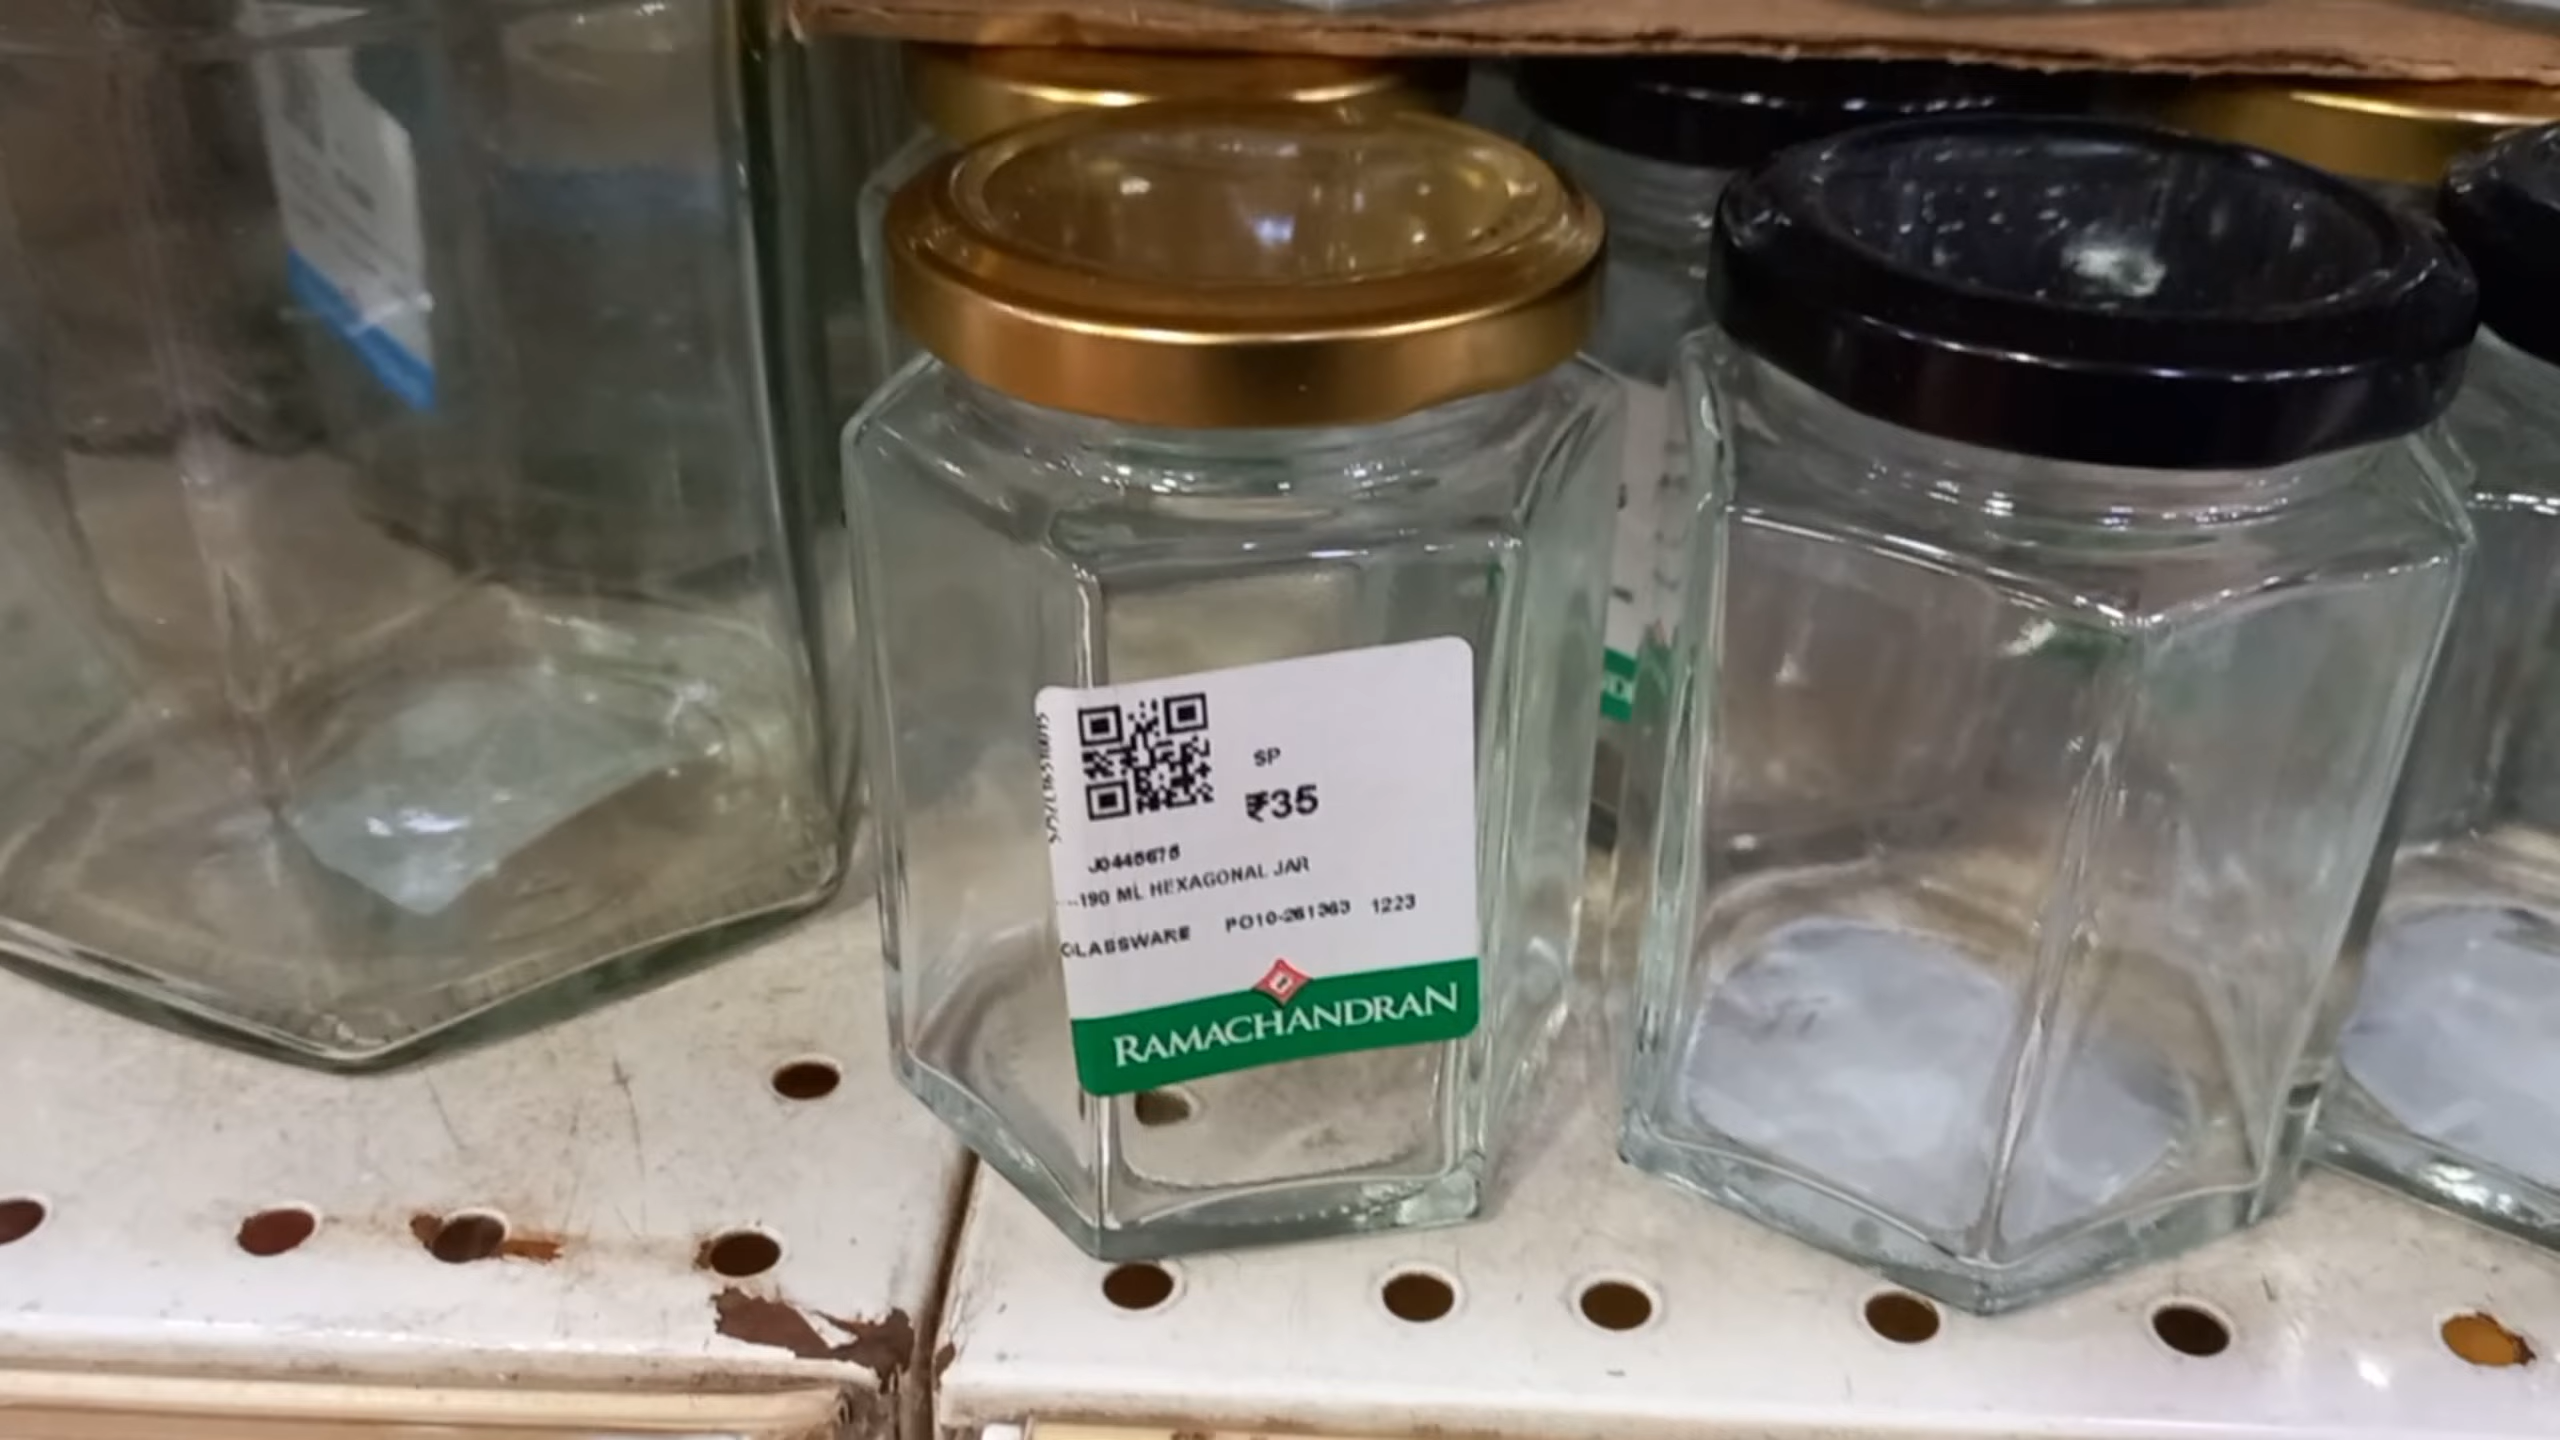 SP
₹35
J0445675
190 ML HEXAGONAL JAR
GLASSWARE PO10-261363 1223
RAMACHANDRAN